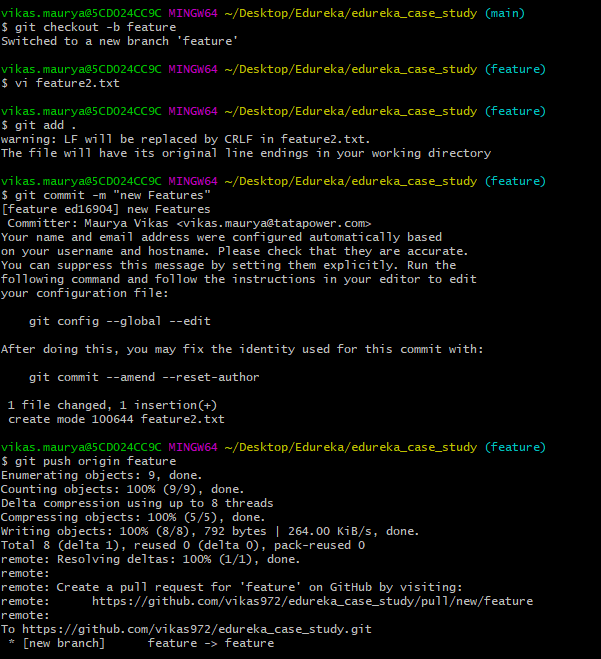 vikas.maurya@5CD024CC9C MINGW64 ~/Desktop/Edureka/edureka_case_study (main)
$ git checkout -b feature
Switched to a new branch 'feature'

vikas.maurya@5CD024CC9C MINGW64 ~/Desktop/Edureka/edureka_case_study (feature)
$ vi feature2.txt

vikas.maurya@5CD024CC9C MINGW64 ~/Desktop/Edureka/edureka_case_study (feature)
$ git add .
warning: LF will be replaced by CRLF in feature2.txt.
The file will have its original line endings in your working directory

vikas.maurya@5CD024CC9C MINGW64 ~/Desktop/Edureka/edureka_case_study (feature)
$ git commit -m "new Features"
[feature ed16904] new Features
 Committer: Maurya Vikas <vikas.maurya@tatapower.com>
Your name and email address were configured automatically based
on your username and hostname. Please check that they are accurate.
You can suppress this message by setting them explicitly. Run the
following command and follow the instructions in your editor to edit
your configuration file:

    git config --global --edit

After doing this, you may fix the identity used for this commit with:

    git commit --amend --reset-author

 1 file changed, 1 insertion(+)
 create mode 100644 feature2.txt

vikas.maurya@5CD024CC9C MINGW64 ~/Desktop/Edureka/edureka_case_study (feature)
$ git push origin feature
Enumerating objects: 9, done.
Counting objects: 100% (9/9), done.
Delta compression using up to 8 threads
Compressing objects: 100% (5/5), done.
Writing objects: 100% (8/8), 792 bytes | 264.00 KiB/s, done.
Total 8 (delta 1), reused 0 (delta 0), pack-reused 0
remote: Resolving deltas: 100% (1/1), done.
remote:
remote: Create a pull request for 'feature' on GitHub by visiting:
remote:      https://github.com/vikas972/edureka_case_study/pull/new/feature
remote:
To https://github.com/vikas972/edureka_case_study.git
 * [new branch]      feature -> feature